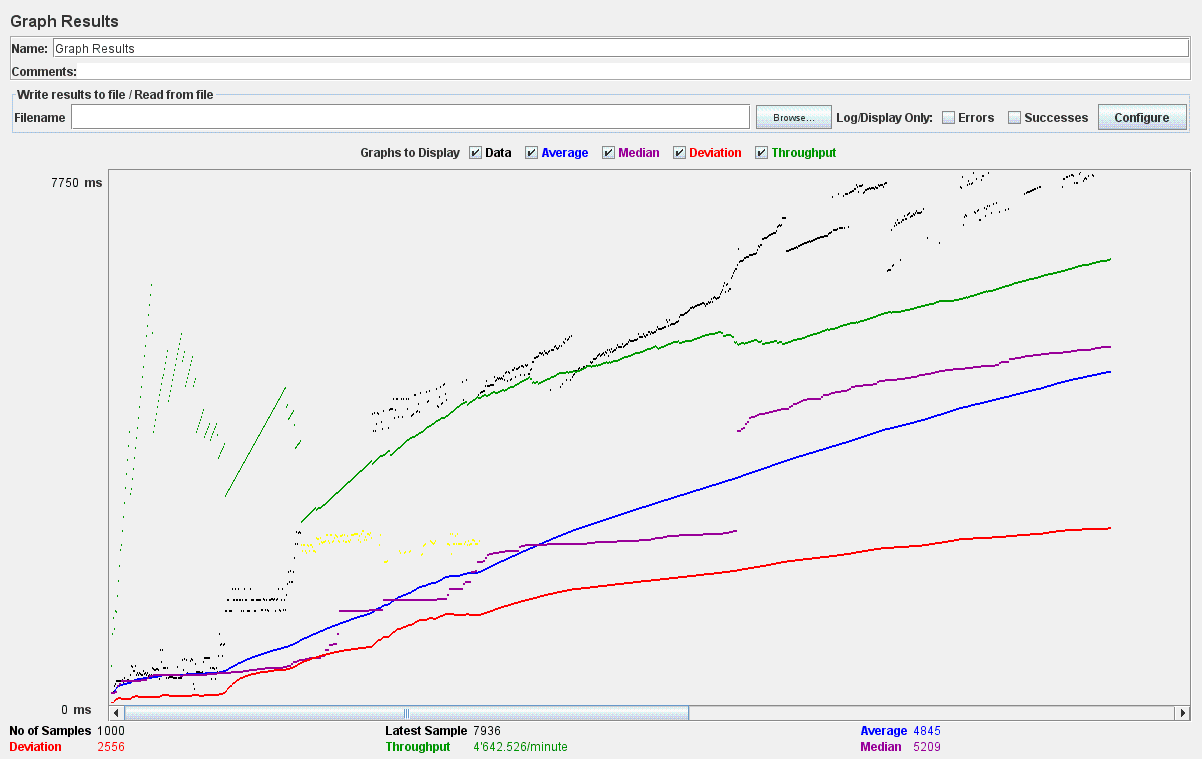 Graph Results
Name: Graph Results
Comments:
Write results to file / Read from file
Filename Browse... Log/Display Only: Errors Successes Configure
Graphs to Display Data Average Median Deviation Throughput
7750 ms
0 ms
No of Samples 1000 Latest Sample 7936 Average 4845
Deviation 2556 Throughput 4'642.526/minute Median 5209